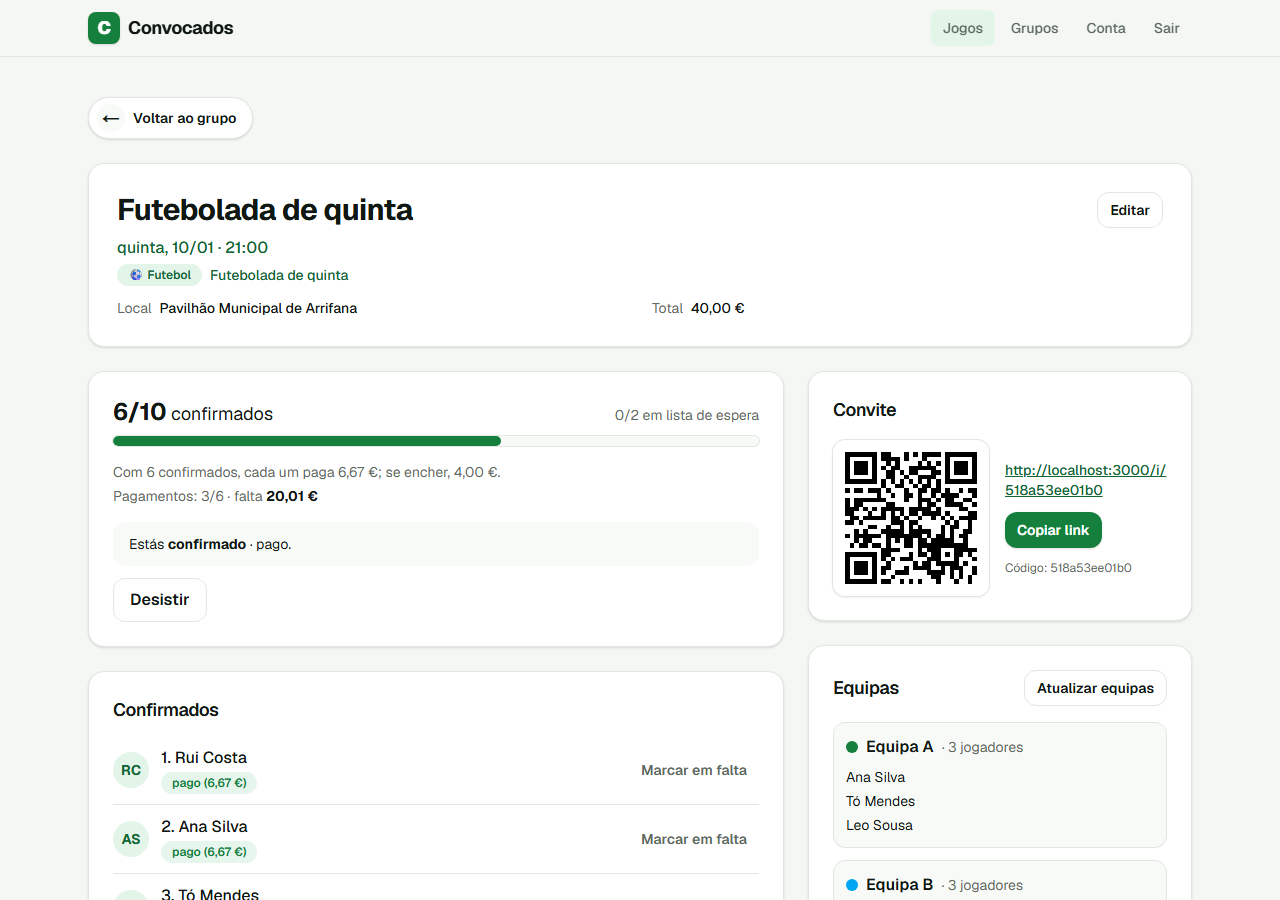 C Convocados
Jogos Grupos Conta Sair
← Voltar ao grupo
Futebolada de quinta
Editar
quinta, 10/01 · 21:00
Futebol Futebolada de quinta
Local Pavilhão Municipal de Arrifana
Total 40,00 €
6/10 confirmados
0/2 em lista de espera
Com 6 confirmados, cada um paga 6,67 €; se encher, 4,00 €.
Pagamentos: 3/6 · falta 20,01 €
Estás confirmado · pago.
Desistir
Confirmados
RC
1. Rui Costa
pago (6,67 €)
Marcar em falta
AS
2. Ana Silva
pago (6,67 €)
Marcar em falta
3. Tó Mendes
Convite
http://localhost:3000/i/
518a53ee01b0
Copiar link
Código: 518a53ee01b0
Equipas
Atualizar equipas
Equipa A · 3 jogadores
Ana Silva
Tó Mendes
Leo Sousa
Equipa B · 3 jogadores